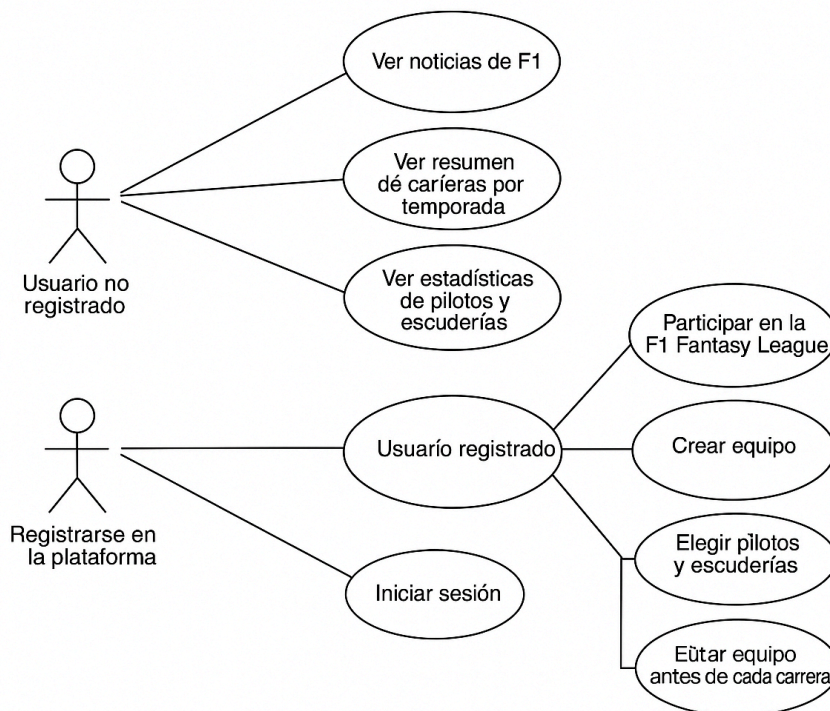 Ver noticias de F1
Ver resumen
dé caríeras por
temporada
Usuario no
registrado
Ver estadísticas
de pilotos y
escuderías
Participar en la
F1 Fantasy League
Usuarío registrado
Crear equipo
Registrarse en
la plataforma
Elegir pilotos
y escuderías
Iniciar sesión
Eùtar equipo
antes de cada carrera